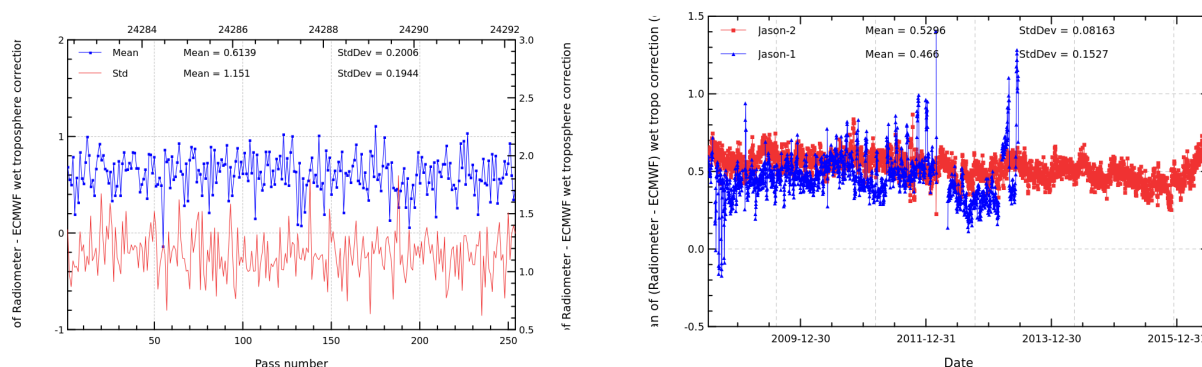 24284 24286 24288 24290 24292
of Radiometer - ECMWF wet troposphere correction
2
1
0
-1
Mean Mean = 0.6139 StdDev = 0.2006
Std Mean = 1.151 StdDev = 0.1944
3.0
2.5
2.0
1.5
1.0
0.5
of Radiometer - ECMWF wet troposphere correction
50 100 150 200 250
Pass number
of (Radiometer - ECMWF) wet tropo correction (
1.5
1.0
0.5
0.0
-0.5
Jason-2 Mean = 0.5296 StdDev = 0.08163
Jason-1 Mean = 0.466 StdDev = 0.1527
2009-12-30 2011-12-31 2013-12-30 2015-12-31
Date